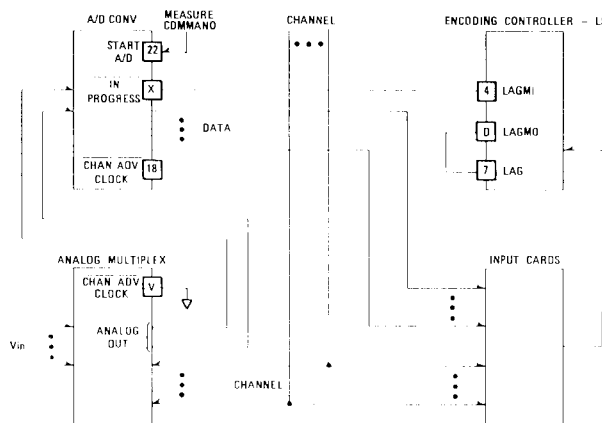 A/D CONV
MEASURE
COMMAND
CHANNEL
ENCODING CONTROLLER - L
START
A/D
22
IN
PROGRESS
X
DATA
CHAN ADV
CLOCK
18
4 LAGMI
D LAGMO
7 LAG
ANALOG MULTIPLEX
INPUT CARDS
CHAN ADV
CLOCK
V
ANALOG
OUT
Vin
CHANNEL